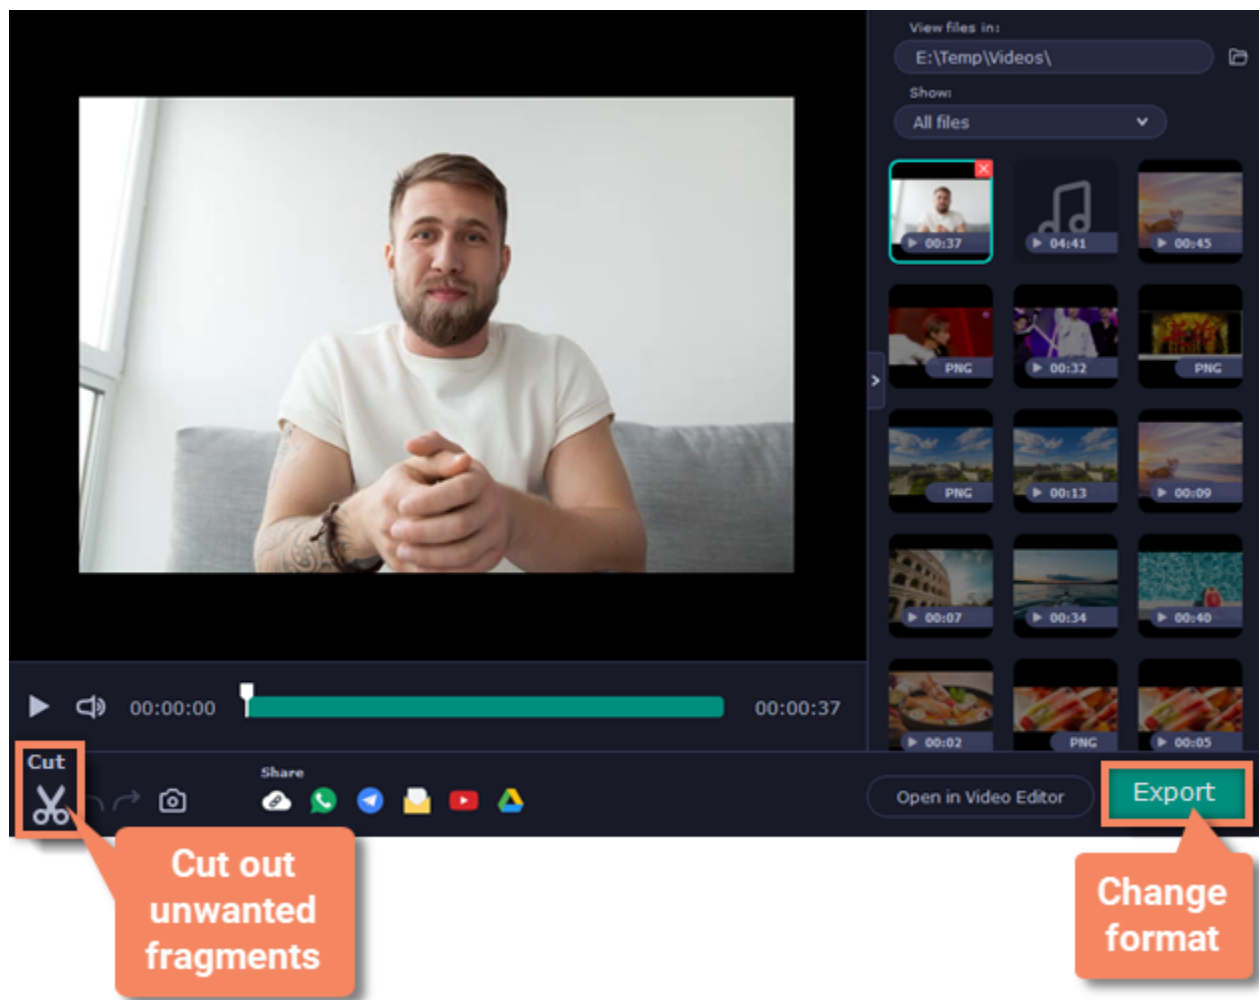 View files in:
E:\Temp\Videos\
Show:
All files
00:37
04:41
00:45
PNG
00:32
PNG
PNG
00:13
00:09
00:07
00:34
00:40
00:02
PNG
00:05
00:00:00
00:00:37
Cut
Share
Open in Video Editor
Export
Cut out
unwanted
fragments
Change
format